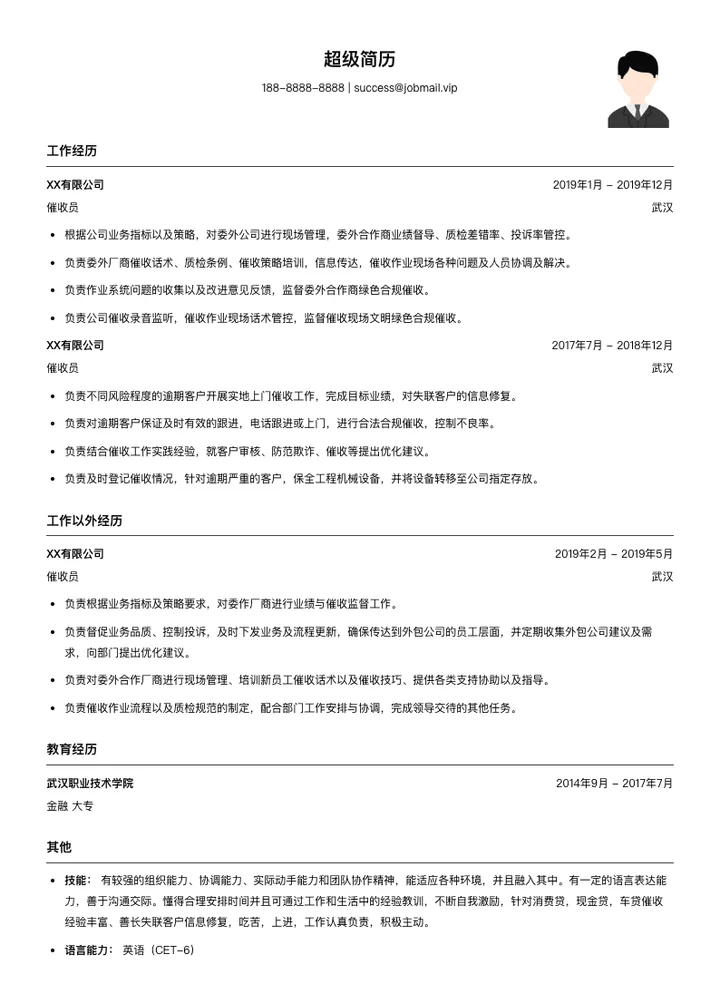 超级简历
188-8888-8888 | success@jobmail.vip
工作经历
XX有限公司 2019年1月 – 2019年12月
催收员 武汉
• 根据公司业务指标以及策略，对委外公司进行现场管理，委外合作商业绩督导、质检差错率、投诉率管控。
• 负责委外厂商催收话术、质检条例、催收策略培训，信息传达，催收作业现场各种问题及人员协调及解决。
• 负责作业系统问题的收集以及改进意见反馈，监督委外合作商绿色合规催收。
• 负责公司催收录音监听，催收作业现场话术管控，监督催收现场文明绿色合规催收。
XX有限公司 2017年7月 – 2018年12月
催收员 武汉
• 负责不同风险程度的逾期客户开展实地上门催收工作，完成目标业绩，对失联客户的信息修复。
• 负责对逾期客户保证及时有效的跟进，电话跟进或上门，进行合法合规催收，控制不良率。
• 负责结合催收工作实践经验，就客户审核、防范欺诈、催收等提出优化建议。
• 负责及时登记催收情况，针对逾期严重的客户，保全工程机械设备，并将设备转移至公司指定存放。
工作以外经历
XX有限公司 2019年2月 – 2019年5月
催收员 武汉
• 负责根据业务指标及策略要求，对委作厂商进行业绩与催收监督工作。
• 负责督促业务品质、控制投诉，及时下发业务及流程更新，确保传达到外包公司的员工层面，并定期收集外包公司建议及需
求，向部门提出优化建议。
• 负责对委外合作厂商进行现场管理、培训新员工催收话术以及催收技巧、提供各类支持协助以及指导。
• 负责催收作业流程以及质检规范的制定，配合部门工作安排与协调，完成领导交待的其他任务。
教育经历
武汉职业技术学院 2014年9月 – 2017年7月
金融 大专
其他
• 技能： 有较强的组织能力、协调能力、实际动手能力和团队协作精神，能适应各种环境，并且融入其中。有一定的语言表达能
力，善于沟通交际。懂得合理安排时间并且可通过工作和生活中的经验教训，不断自我激励，针对消费贷，现金贷，车贷催收
经验丰富、善长失联客户信息修复，吃苦，上进，工作认真负责，积极主动。
• 语言能力： 英语（CET-6）